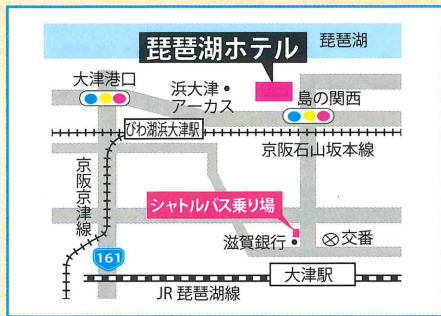 琵琶湖ホテル
琵琶湖
大津港口
浜大津
アーカス
島の関西
びわ湖浜大津駅
京阪石山坂本線
京阪京津線
シャトルバス乗り場
滋賀銀行
交番
161
大津駅
JR 琵琶湖線